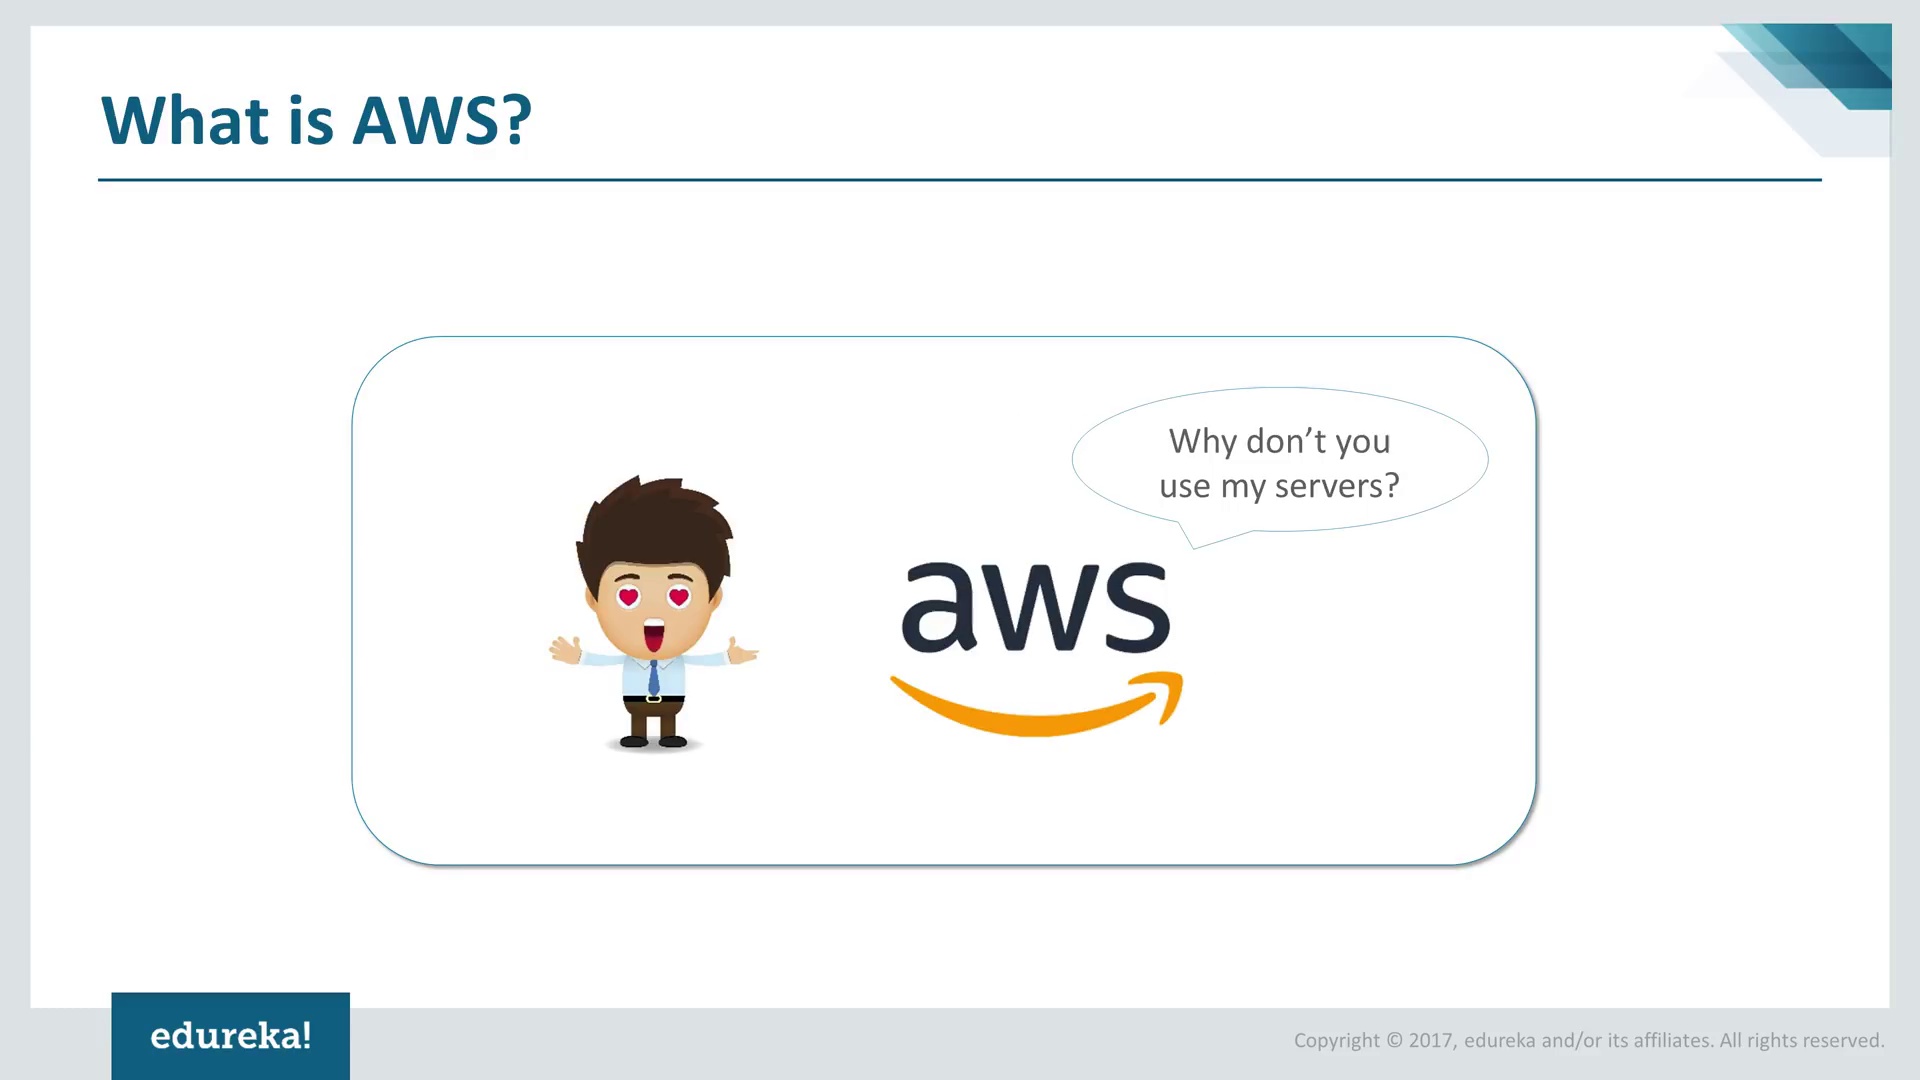 What is AWS?
Why don’t you
use my servers?
aws
edureka!
Copyright © 2017, edureka and/or its affiliates. All rights reserved.